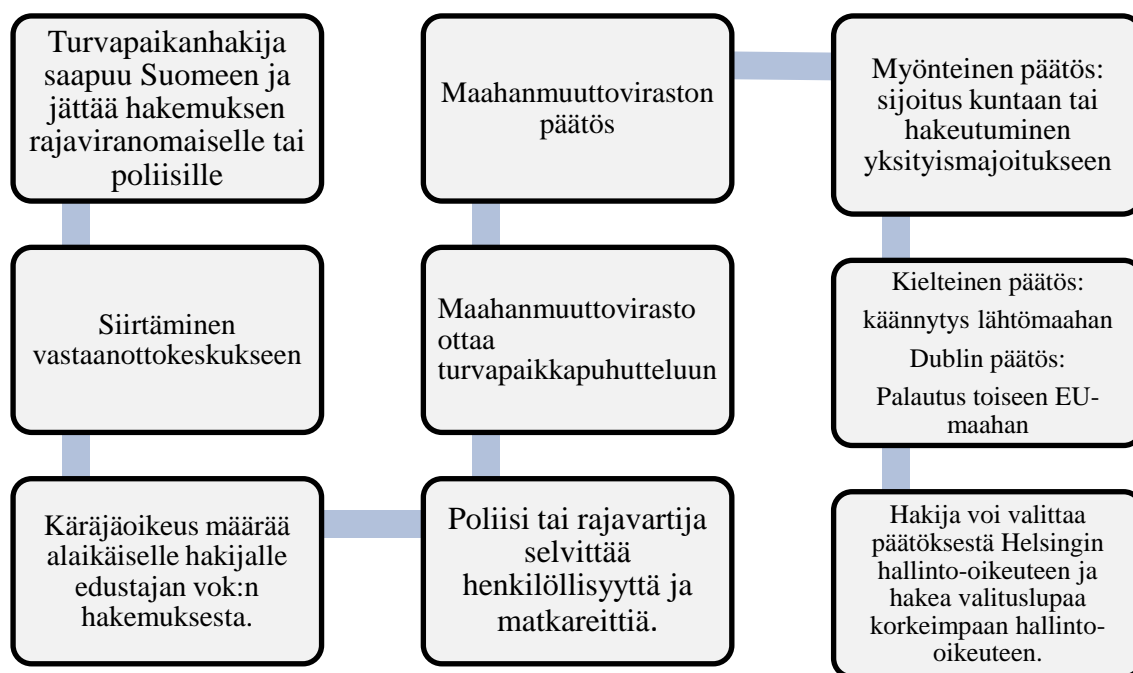 Turvapaikanhakija
saapuu Suomeen ja
jättää hakemuksen
rajaviranomaiselle tai
poliisille
Siirtäminen
vastaanottokeskukseen
Käräjäoikeus määrää
alaikäiselle hakijalle
edustajan vok:n
hakemuksesta.
Poliisi tai rajavartija
selvittää
henkilöllisyyttä ja
matkareittiä.
Maahanmuuttovirasto
ottaa
turvapaikkapuhutteluun
Maahanmuuttoviraston
päätös
Myönteinen päätös:
sijoitus kuntaan tai
hakeutuminen
yksityismajoitukseen
Kielteinen päätös:
käännytys lähtömaahan
Dublin päätös:
Palautus toiseen EU-
maahan
Hakija voi valittaa
päätöksestä Helsingin
hallinto-oikeuteen ja
hakea valituslupaa
korkeimpaan hallinto-
oikeuteen.